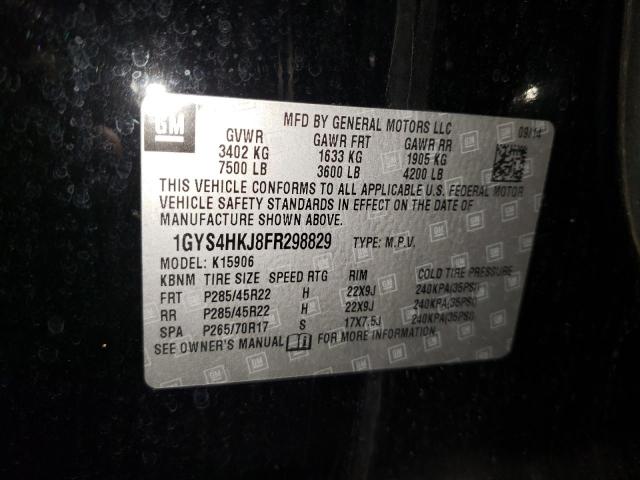 GM
MFD BY GENERAL MOTORS LLC 09/14
GVWR GAWR FRT GAWR RR
3402 KG 1633 KG 1905 KG
7500 LB 3600 LB 4200 LB
THIS VEHICLE CONFORMS TO ALL APPLICABLE U.S. FEDERAL MOTOR
VEHICLE SAFETY STANDARDS IN EFFECT ON THE DATE OF
MANUFACTURE SHOWN ABOVE.
1GYS4HKJ8FR298829 TYPE: M.P.V.
MODEL: K15906
KBNM TIRE SIZE SPEED RTG RIM COLD TIRE PRESSURE
FRT P285/45R22 H 22X9J 240KPA(35PSI)
RR P285/45R22 H 22X9J 240KPA(35PSI)
SPA P265/70R17 S 17X7.5J 240KPA(35PSI)
SEE OWNER'S MANUAL i FOR MORE INFORMATION.